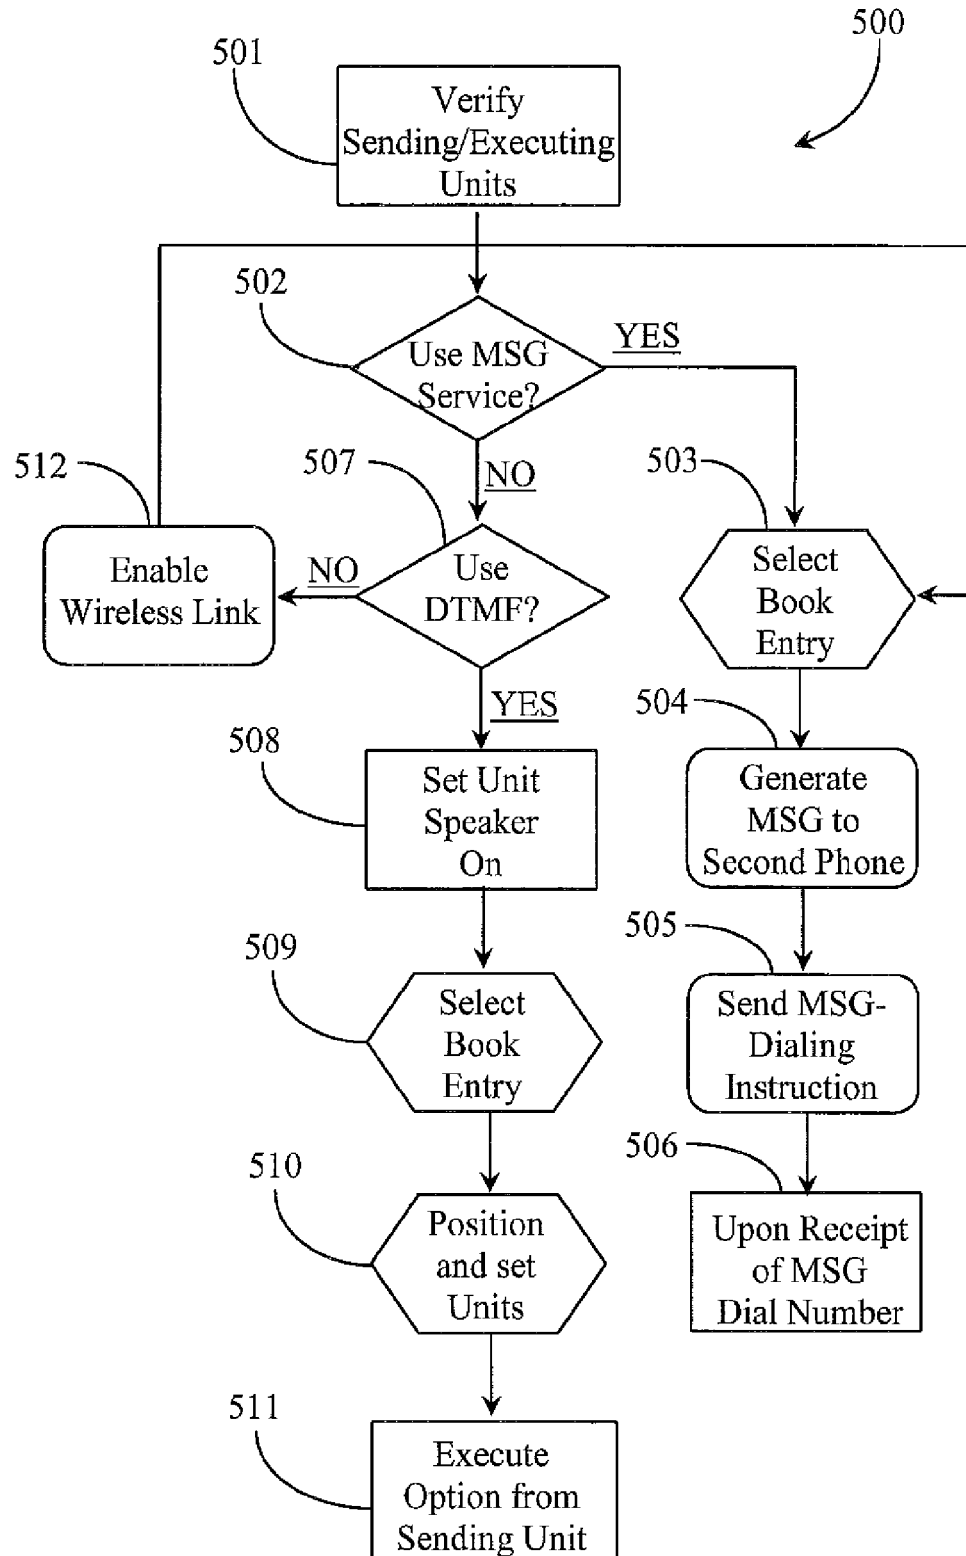 500
501
Verify
Sending/Executing
Units
502
Use MSG
Service?
YES
NO
512
Enable
Wireless Link
507
Use
DTMF?
NO
YES
503
Select
Book
Entry
504
Generate
MSG to
Second Phone
505
Send MSG-
Dialing
Instruction
506
Upon Receipt
of MSG
Dial Number
508
Set Unit
Speaker
On
509
Select
Book
Entry
510
Position
and set
Units
511
Execute
Option from
Sending Unit